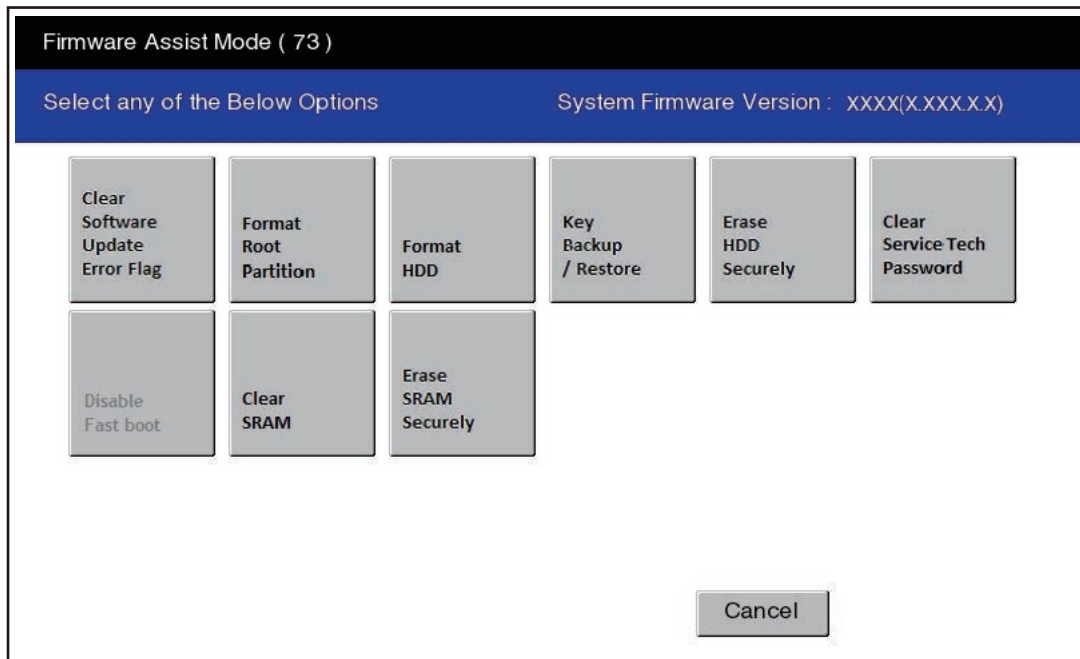 Firmware Assist Mode ( 73 )
Select any of the Below Options
System Firmware Version : XXXX(X.XXX.X.X)
Clear
Software
Update
Error Flag
Format
Root
Partition
Format
HDD
Key
Backup
/ Restore
Erase
HDD
Securely
Clear
Service Tech
Password
Disable
Fast boot
Clear
SRAM
Erase
SRAM
Securely
Cancel